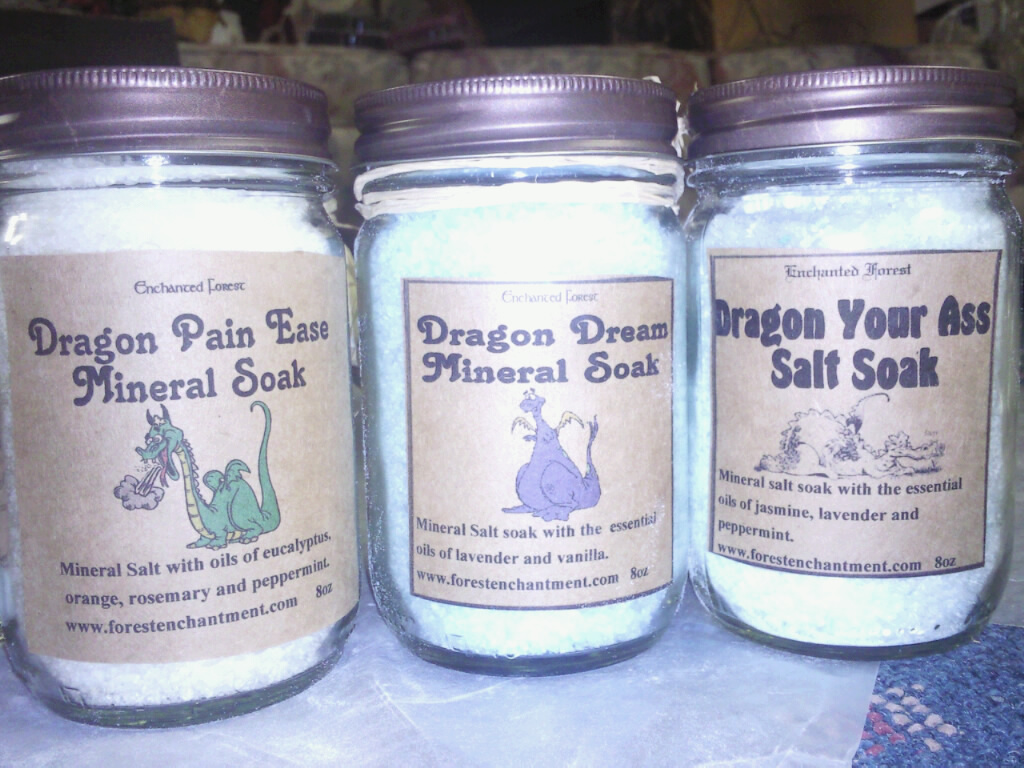 Enchanted Forest
Dragon Pain Ease
Mineral Soak
Mineral Salt with oils of eucalyptus.
orange, rosemary and peppermint.
www.forestenchantment.com 8oz
Enchanted Forest
Dragon Dream
Mineral Soak
Mineral Salt soak with the essential
oils of lavender and vanilla.
www.forestenchantment.com 8oz
Enchanted Forest
Dragon Your Ass
Salt Soak
Mineral salt soak with the essential
oils of jasmine, lavender and
peppermint.
www.forestenchantment.com 8oz